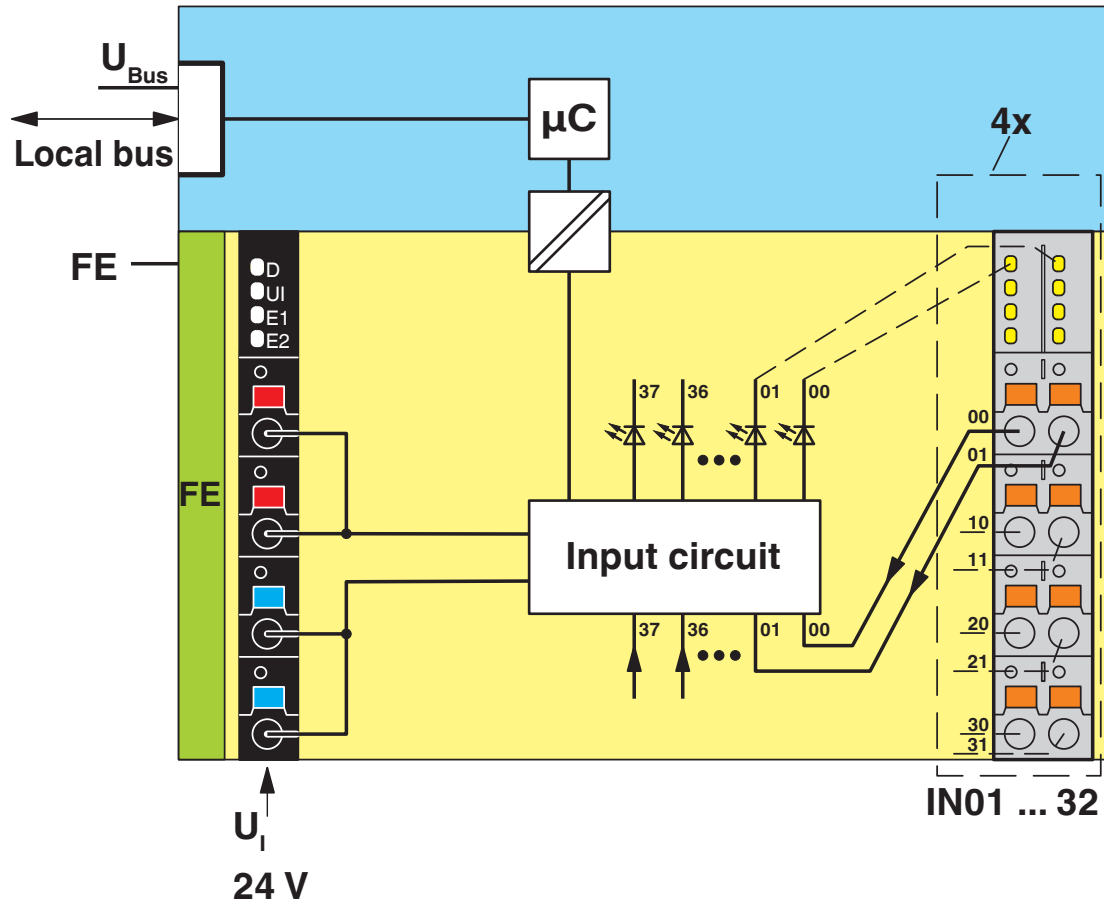 U Bus
Local bus
µC
4x
FE
D
UI
E1
E2
37
36
01
00
00
01
FE
Input circuit
10
11
37
36
01
00
20
21
30
31
IN01 ... 32
U I
24 V